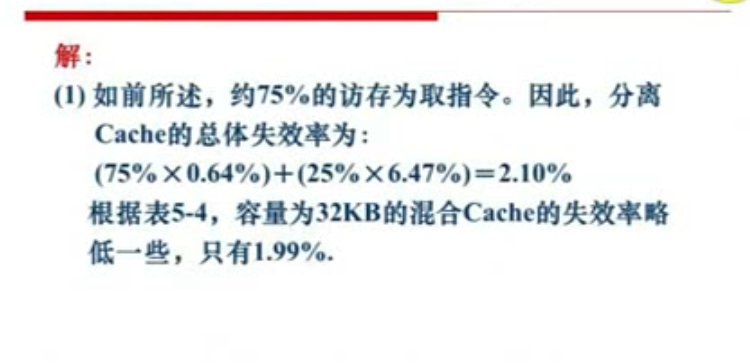 解：
(1) 如前所述，约75%的访存为取指令。因此，分离
Cache的总体失效率为：
(75%×0.64%)+(25%×6.47%)=2.10%
根据表5-4，容量为32KB的混合Cache的失效率略
低一些，只有1.99%.